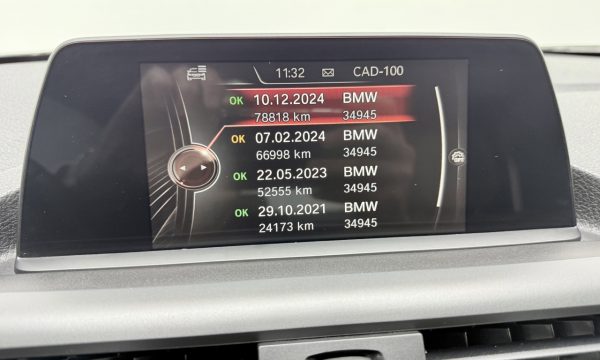 11:32 CAD-100
OK 10.12.2024 BMW
78818 km 34945
OK 07.02.2024 BMW
66998 km 34945
OK 22.05.2023 BMW
52555 km 34945
OK 29.10.2021 BMW
24173 km 34945
OFF